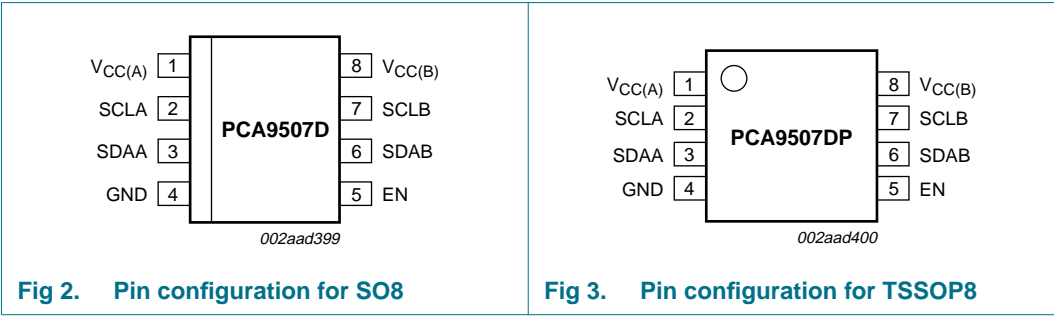 VCC(A) 1 8 VCC(B)
SCLA 2 7 SCLB
PCA9507D
SDAA 3 6 SDAB
GND 4 5 EN
002aad399
Fig 2. Pin configuration for SO8
VCC(A) 1 8 VCC(B)
SCLA 2 7 SCLB
PCA9507DP
SDAA 3 6 SDAB
GND 4 5 EN
002aad400
Fig 3. Pin configuration for TSSOP8